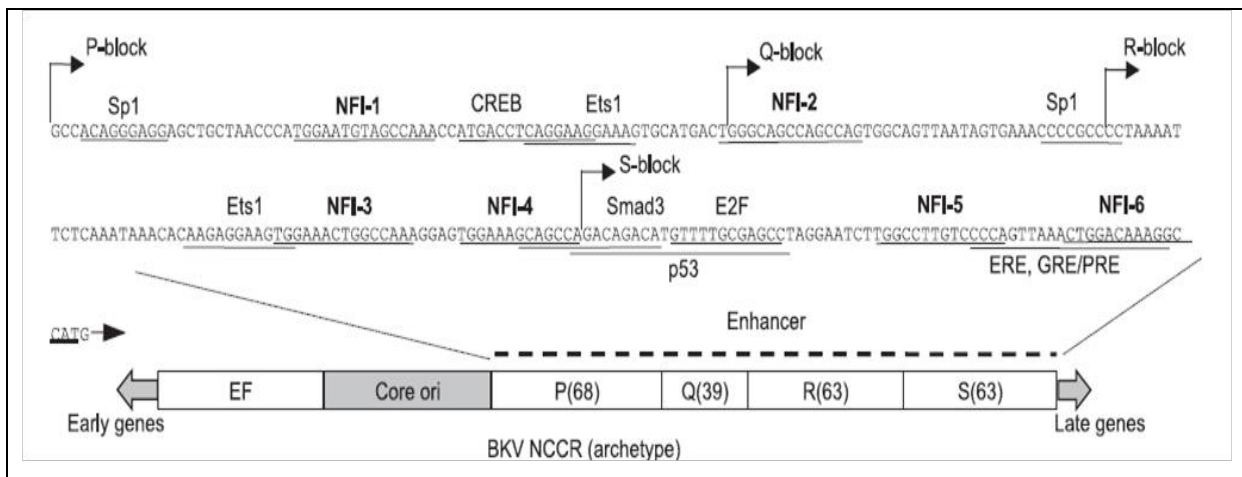 P-block
Q-block
R-block
Sp1 NFI-1 CREB Ets1 NFI-2 Sp1
GCCACAGGGAGGAGCTGCTAACCCATGGAATGTAGCCAAACCATGACCTCAGGAAGGAAAGTGCATGACTGGGCAGCCAGCCAGTGGCAGTTAATAGTGAAACCCCGCCCCTAAAAT
S-block
Ets1 NFI-3 NFI-4 Smad3 E2F NFI-5 NFI-6
TCTCAAATAAACACAAGAGGAAGTGGAAACTGGCCAAAGGAGTGGAAAGCAGCCAGACAGACATGTTTTGCGAGCCTAGGAATCTTGGCCTTGTCCCCAGTTAAACTGGACAAAGGC
p53 ERE, GRE/PRE
CATG
Enhancer
EF Core ori P(68) Q(39) R(63) S(63)
Early genes Late genes
BKV NCCR (archetype)